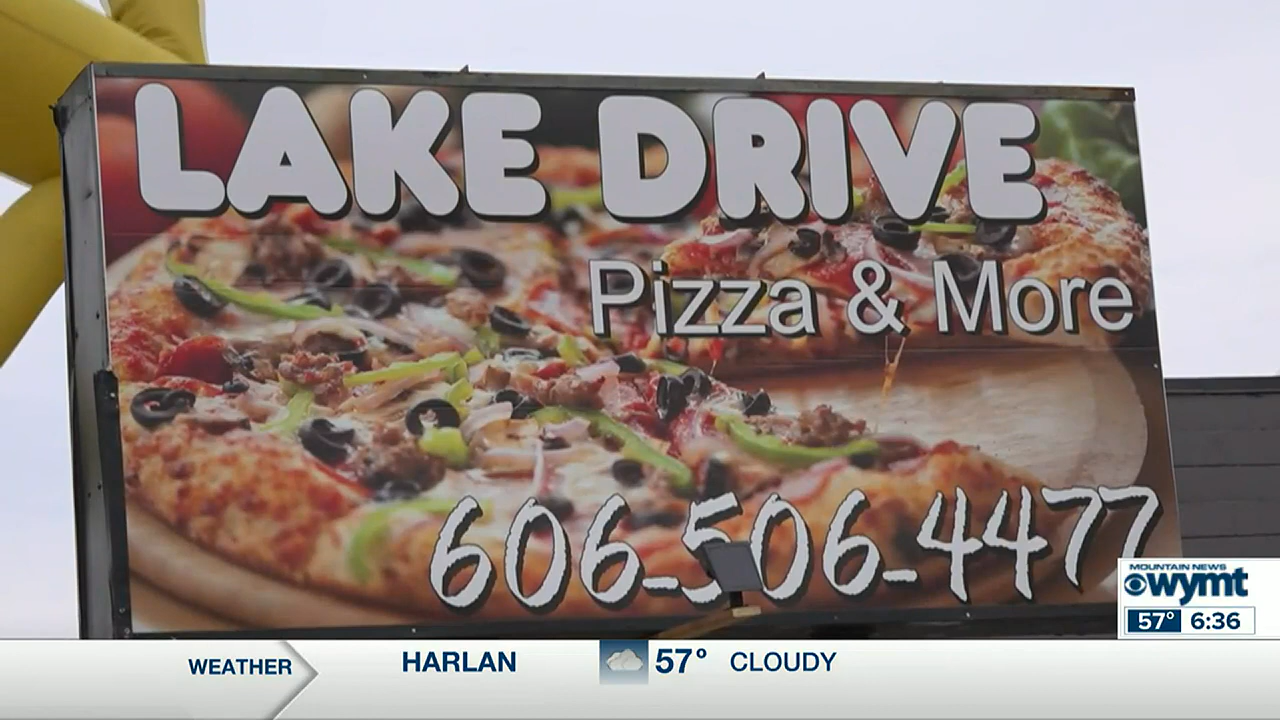 LAKE DRIVE
Pizza & More
606-506-4477
MOUNTAIN NEWS
wymt
57° 6:36
WEATHER HARLAN 57° CLOUDY